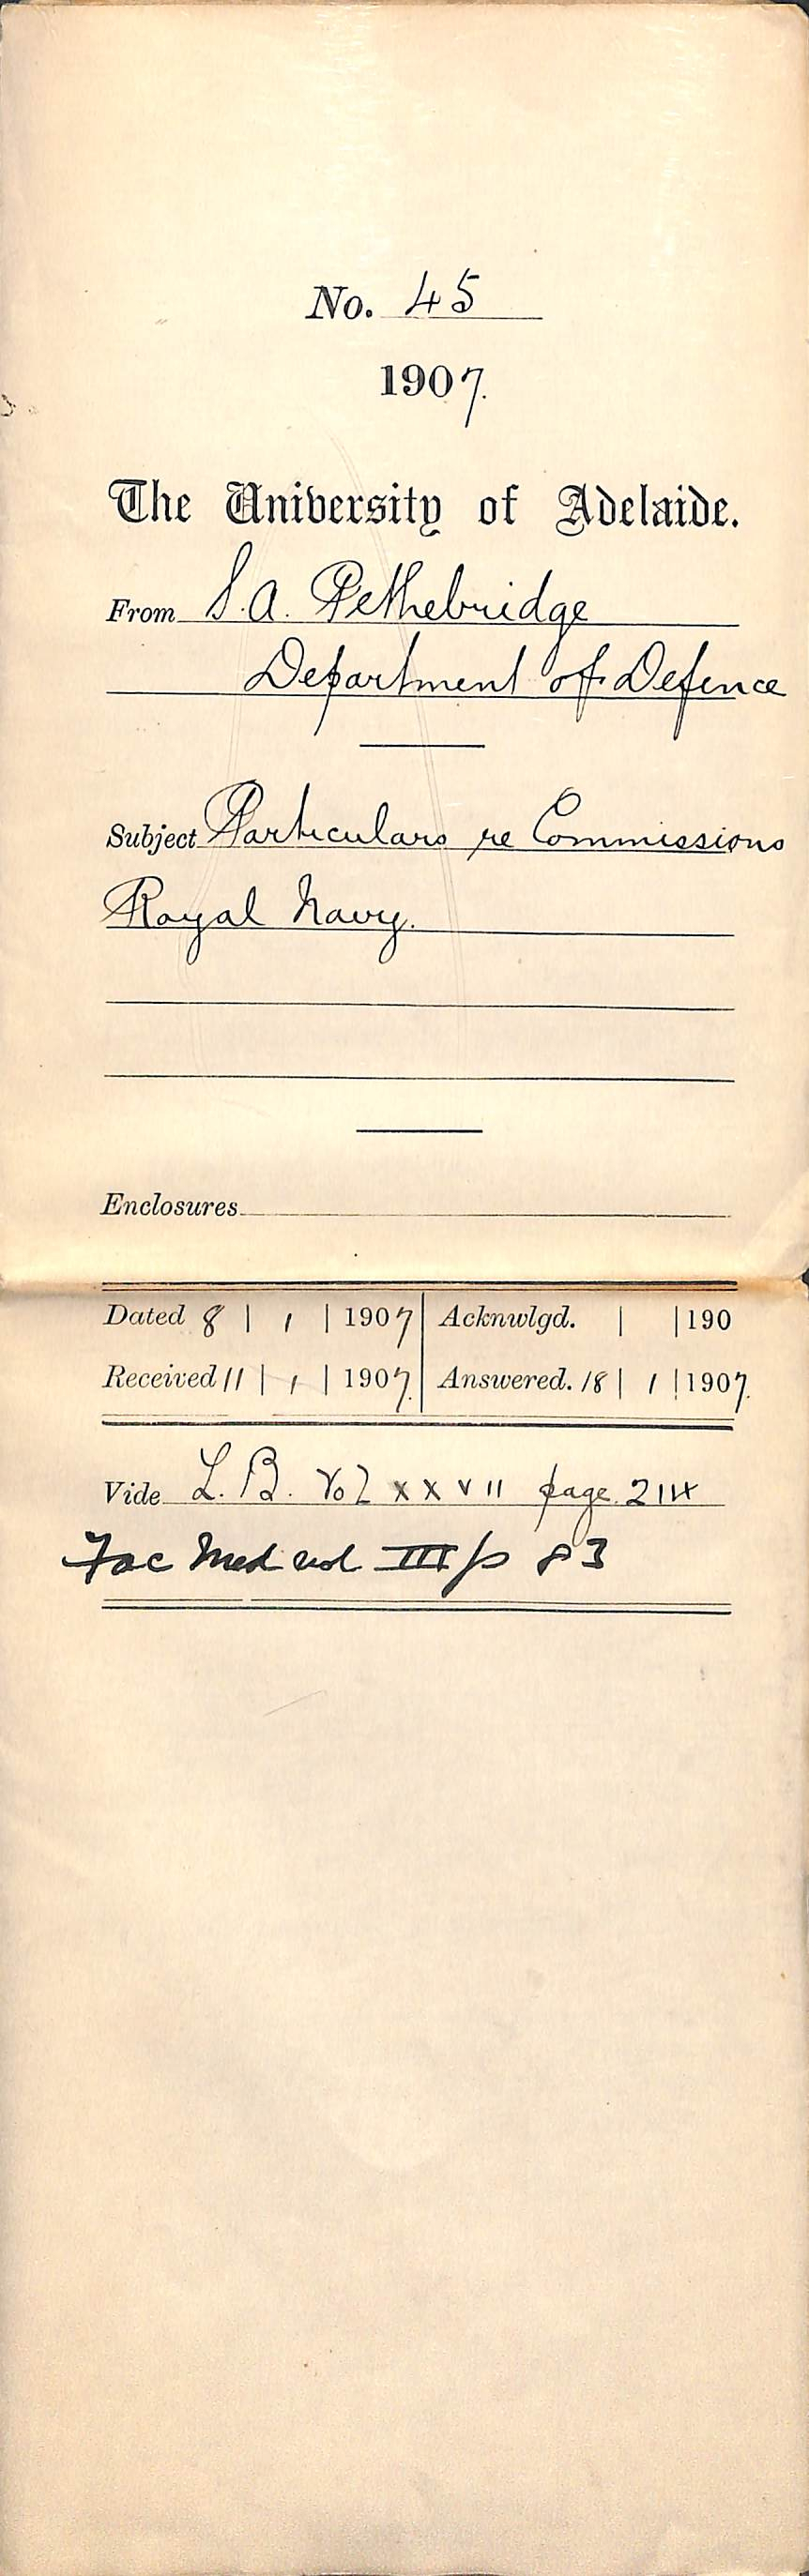 No. 45
1907.
The University of Adelaide.
From S.A. Pethebridge
Department of Defence
Subject Particulars re Commissions
Royal Navy.
Enclosures
Dated 8 | 1 | 1907 Acknwlgd. | | 190
Received 11 | 1 | 1907. Answered. 18 | 1 | 1907.
Vide L.B. Vol xxvii page
Fac Med vol III p 83